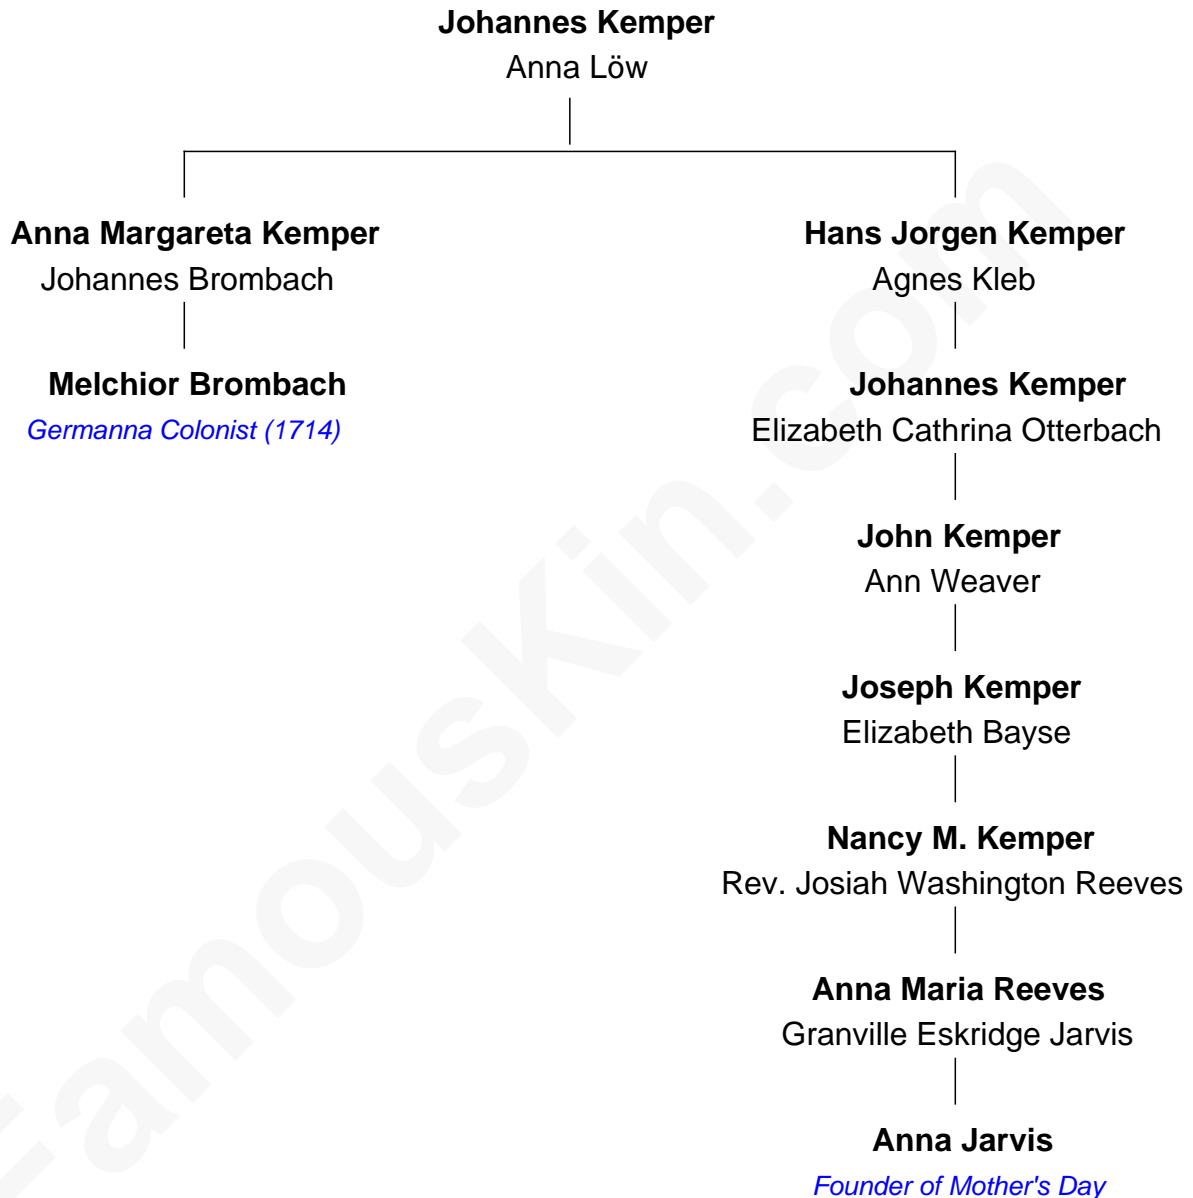 Johannes Kemper
Anna Löw
Anna Margareta Kemper
Johannes Brombach
Melchior Brombach
Germanna Colonist (1714)
Hans Jorgen Kemper
Agnes Kleb
Johannes Kemper
Elizabeth Cathrina Otterbach
John Kemper
Ann Weaver
Joseph Kemper
Elizabeth Bayse
Nancy M. Kemper
Rev. Josiah Washington Reeves
Anna Maria Reeves
Granville Eskridge Jarvis
Anna Jarvis
Founder of Mother's Day
FamousKin.com